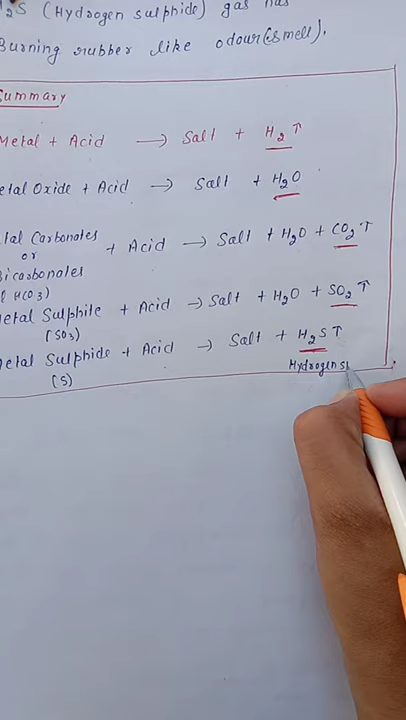 H₂S (Hydrogen sulphide) gas has
Burning rubber like odour (smell).
Summary
Metal + Acid → Salt + H₂↑
etal Oxide + Acid → Salt + H₂O
tal Carbonates
or + Acid → Salt + H₂O + CO₂↑
Bicarbonates
HCO₃)
etal Sulphite + Acid → Salt + H₂O + SO₂↑
(SO₃)
etal Sulphide + Acid → Salt + H₂S↑
(S)
Hydrogen s